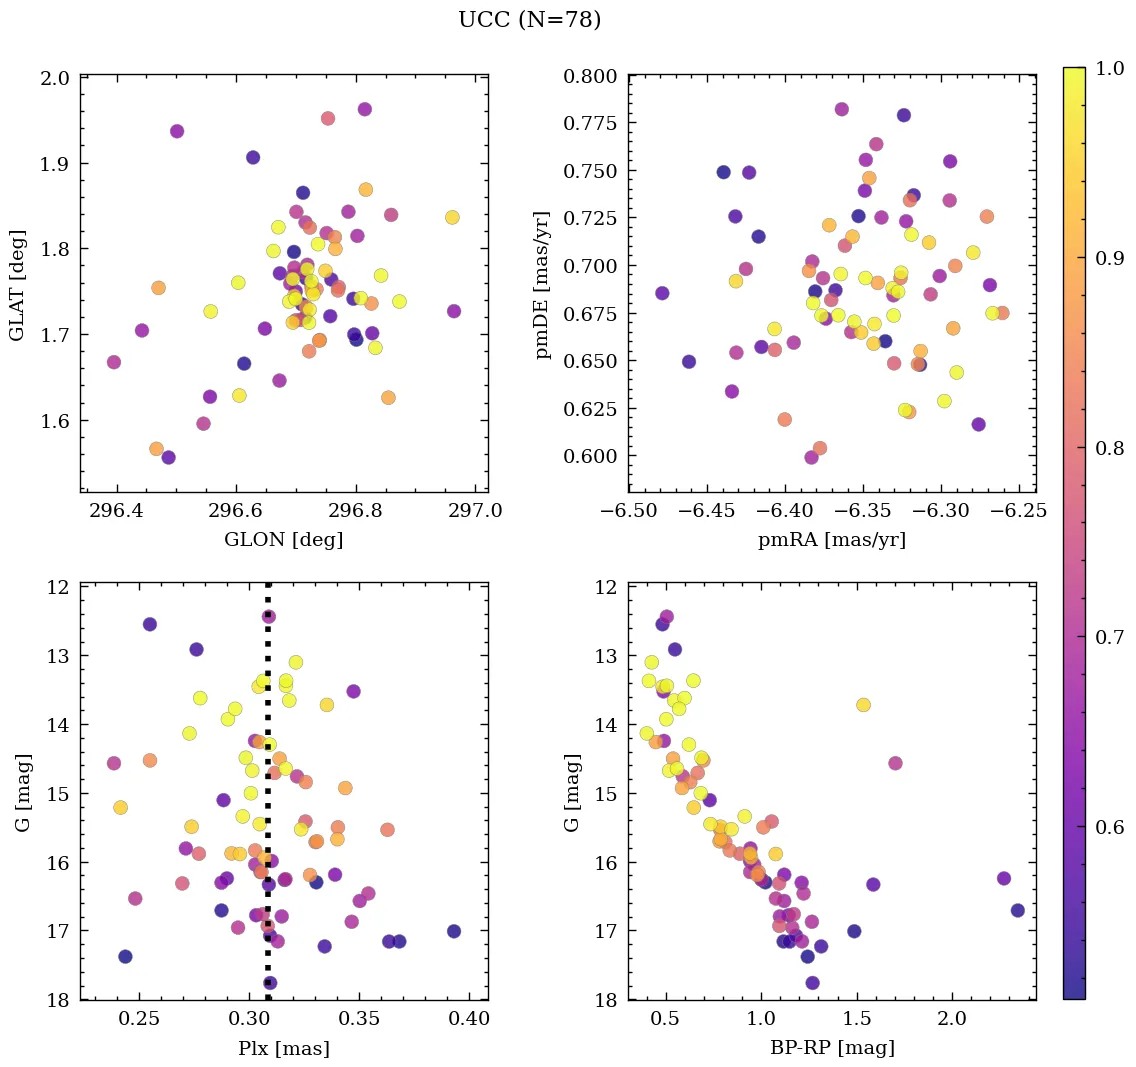 UCC (N=78)
2.0
1.9
1.8
1.7
1.6
GLAT [deg]
296.4 296.6 296.8 297.0
GLON [deg]
0.800
0.775
0.750
0.725
0.700
0.675
0.650
0.625
0.600
pmDE [mas/yr]
−6.50 −6.45 −6.40 −6.35 −6.30 −6.25
pmRA [mas/yr]
1.0
0.9
0.8
0.7
0.6
12
13
14
15
16
17
18
G [mag]
0.25 0.30 0.35 0.40
Plx [mas]
12
13
14
15
16
17
18
G [mag]
0.5 1.0 1.5 2.0
BP-RP [mag]